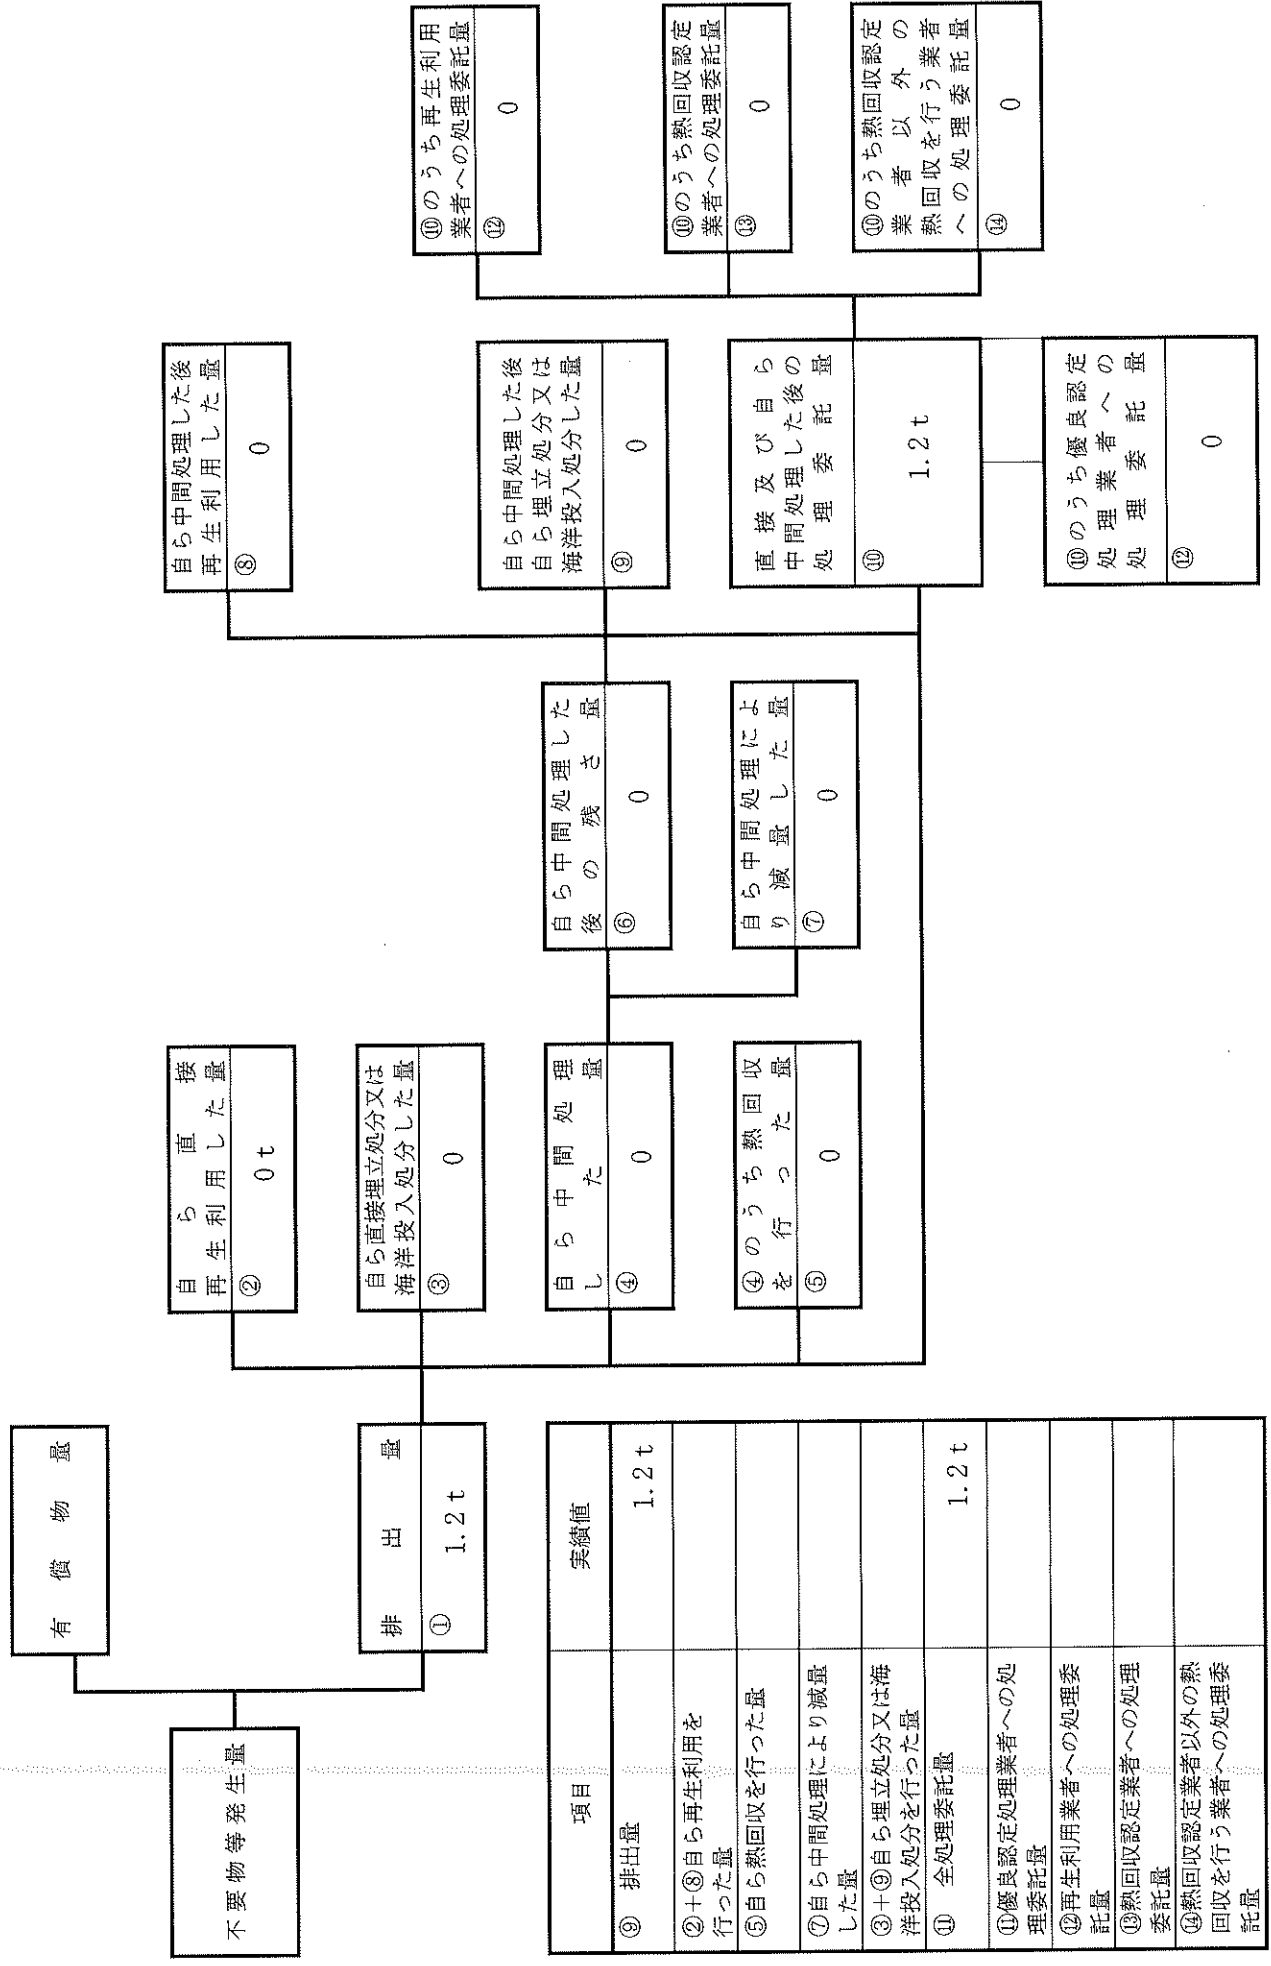 不要物等発生量
有償物量
排出量
① 1.2t
自ら直接
再生利用した量
② 0t
自ら直接埋立処分又は
海洋投入処分した量
③ 0
自ら中間処理
した量
④ 0
④のうち熱回収
を行った量
⑤ 0
自ら中間処理した
後の残さ量
⑥ 0
自ら中間処理によ
り減量した量
⑦ 0
自ら中間処理した後
再生利用した量
⑧ 0
自ら中間処理した後
自ら埋立処分又は
海洋投入処分した量
⑨ 0
直接及び自ら
中間処理した後の
処理委託量
⑩ 1.2t
⑩のうち優良認定
処理業者への
処理委託量
⑫ 0
⑩のうち再生利用
業者への処理委託量
⑫ 0
⑩のうち熱回収認定
業者への処理委託量
⑬ 0
⑩のうち熱回収認定
業者以外の
熱回収を行う業者
への処理委託量
⑭ 0
項目 実績値
⑨ 排出量 1.2t
②+⑧自ら再生利用を
行った量
⑤自ら熱回収を行った量
⑦自ら中間処理により減量
した量
③+⑨自ら埋立処分又は海
洋投入処分を行った量
⑪ 全処理委託量 1.2t
⑪優良認定処理業者への処
理委託量
⑫再生利用業者への処理委
託量
⑬熱回収認定業者への処理
委託量
⑭熱回収認定業者以外の熱
回収を行う業者への処理委
託量